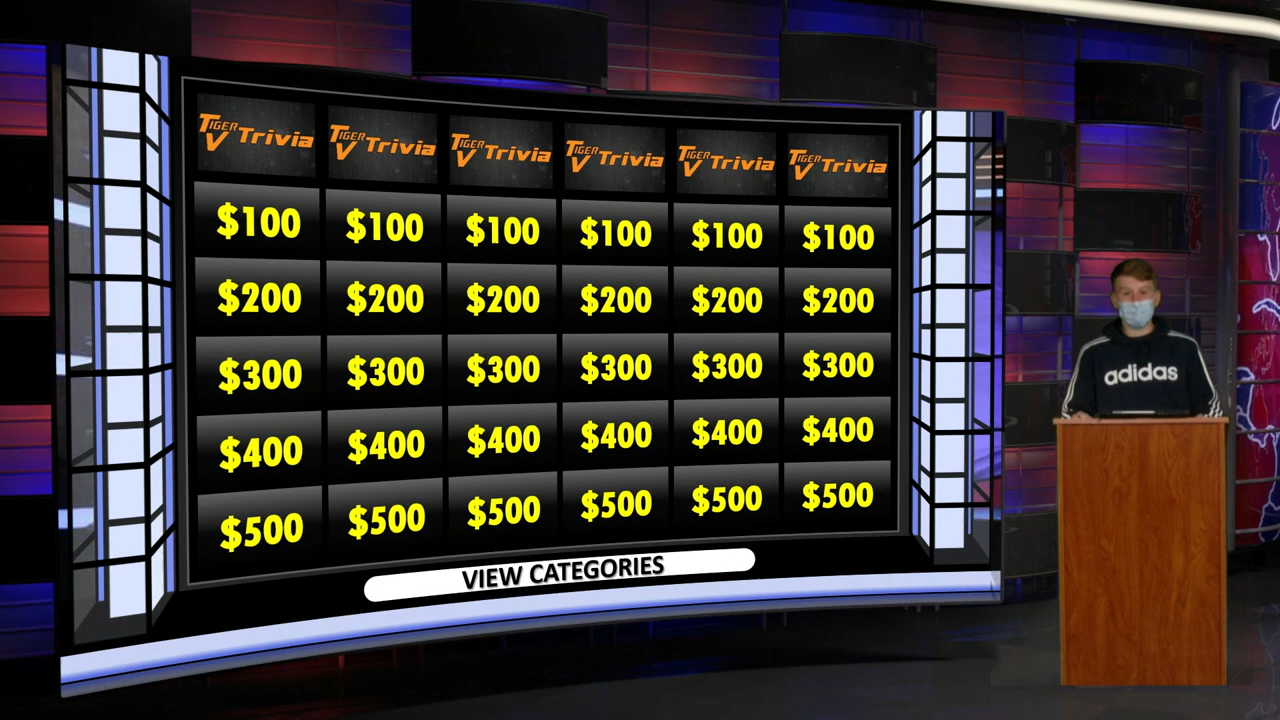 TIGER TV Trivia TIGER TV Trivia TIGER TV Trivia TIGER TV Trivia TIGER TV Trivia TIGER TV Trivia
$100 $100 $100 $100 $100 $100
$200 $200 $200 $200 $200 $200
$300 $300 $300 $300 $300 $300
$400 $400 $400 $400 $400 $400
$500 $500 $500 $500 $500 $500
VIEW CATEGORIES
adidas